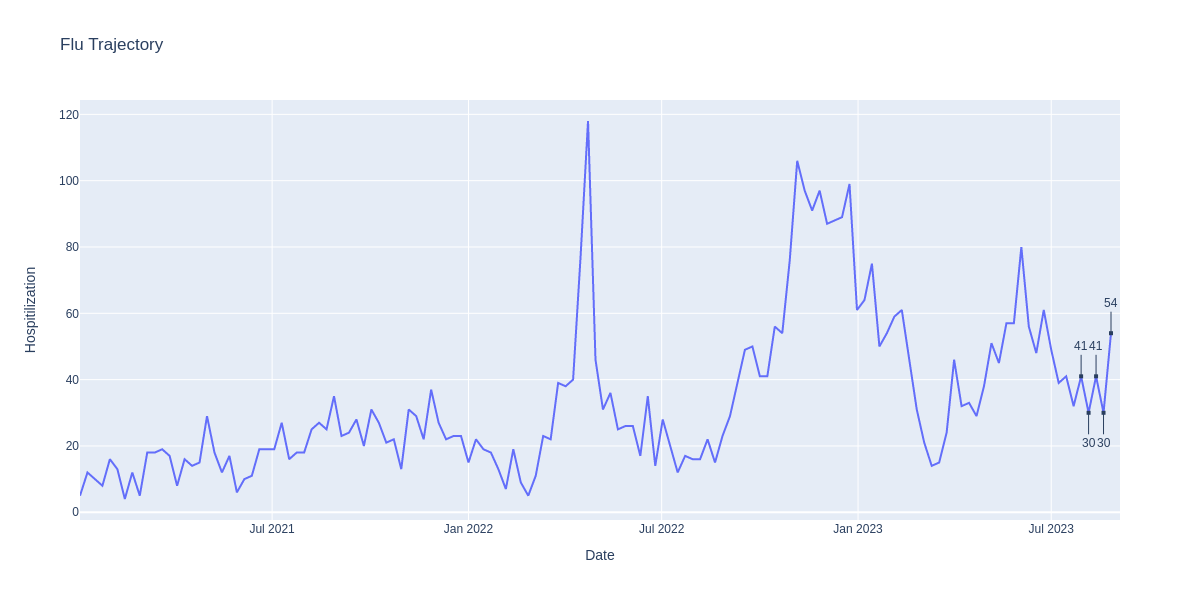 Flu Trajectory
120
100
80
60
40
20
0
Hospitilization
54
41 41
30 30
Jul 2021
Jan 2022
Jul 2022
Jan 2023
Jul 2023
Date